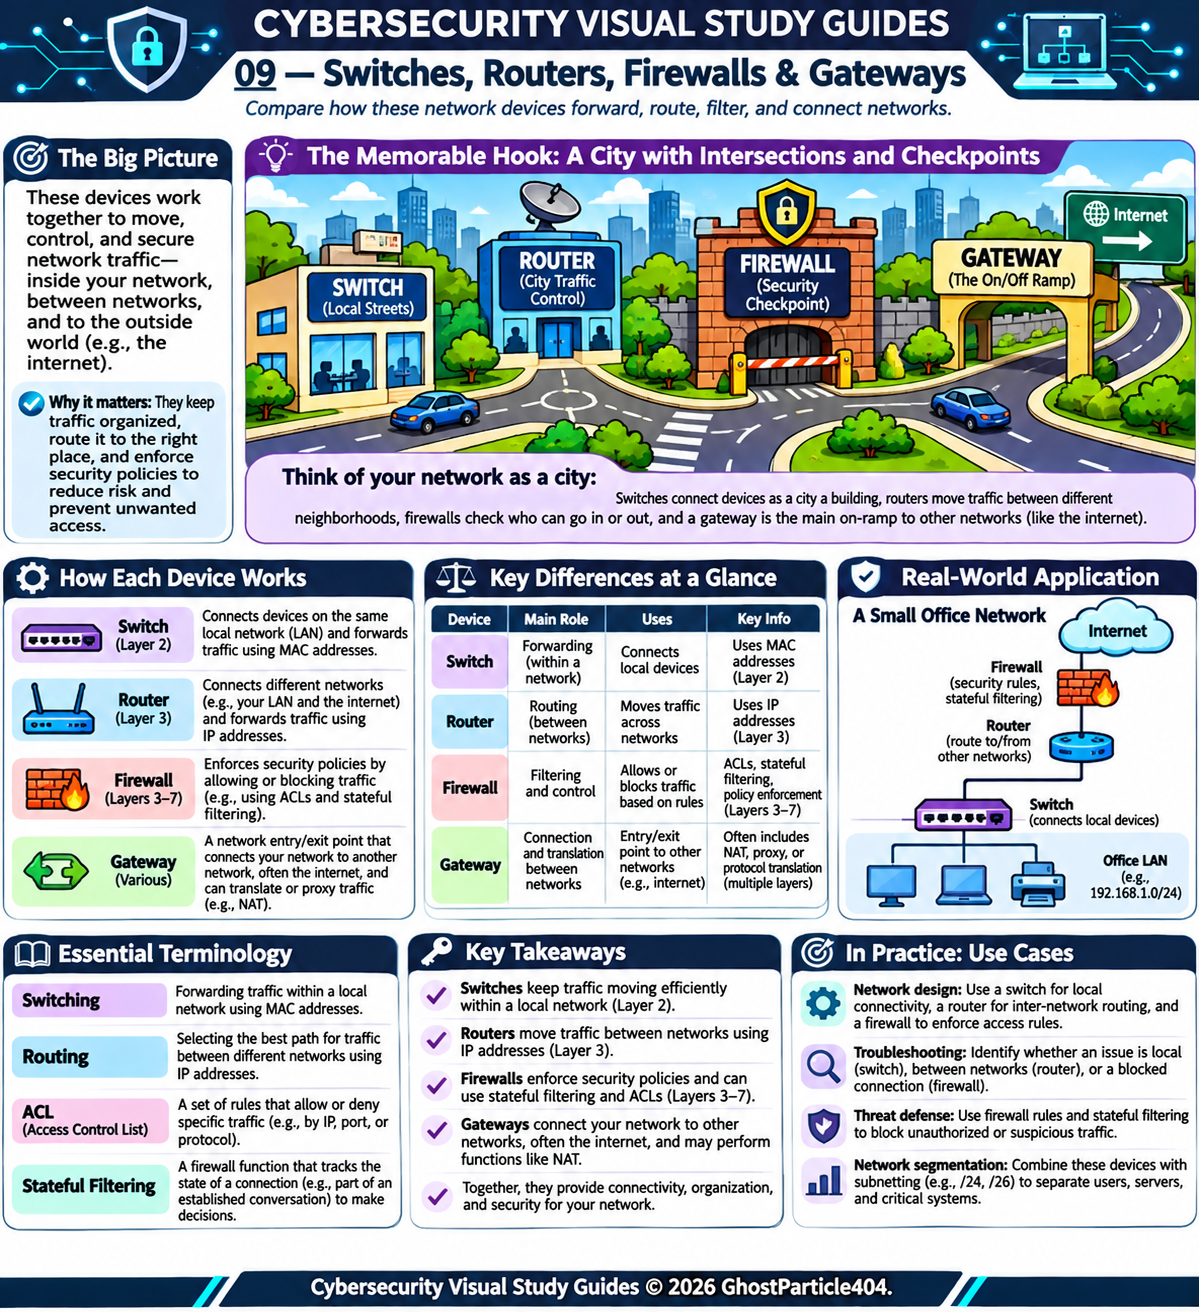 CYBERSECURITY VISUAL STUDY GUIDES
09 — Switches, Routers, Firewalls & Gateways
Compare how these network devices forward, route, filter, and connect networks.
The Big Picture
These devices work
together to move,
control, and secure
network traffic—
inside your network,
between networks,
and to the outside
world (e.g., the
internet).
Why it matters: They keep
traffic organized,
route it to the right
place, and enforce
security policies to
reduce risk and
prevent unwanted
access.
The Memorable Hook: A City with Intersections and Checkpoints
SWITCH
(Local Streets)
ROUTER
(City Traffic
Control)
FIREWALL
(Security
Checkpoint)
GATEWAY
(The On/Off Ramp)
Internet
Think of your network as a city:
Switches connect devices as a city a building, routers move traffic between different
neighborhoods, firewalls check who can go in or out, and a gateway is the main on-ramp to other networks (like the internet).
How Each Device Works
Switch
(Layer 2)
Connects devices on the same
local network (LAN) and forwards
traffic using MAC addresses.
Router
(Layer 3)
Connects different networks
(e.g., your LAN and the internet)
and forwards traffic using
IP addresses.
Firewall
(Layers 3–7)
Enforces security policies by
allowing or blocking traffic
(e.g., using ACLs and stateful
filtering).
Gateway
(Various)
A network entry/exit point that
connects your network to another
network, often the internet, and
can translate or proxy traffic
(e.g., NAT).
Key Differences at a Glance
Device
Main Role
Uses
Key Info
Switch
Forwarding
(within a
network)
Connects
local devices
Uses MAC
addresses
(Layer 2)
Router
Routing
(between
networks)
Moves traffic
across
networks
Uses IP
addresses
(Layer 3)
Firewall
Filtering
and control
Allows or
blocks traffic
based on rules
ACLs, stateful
filtering,
policy enforcement
(Layers 3–7)
Gateway
Connection
and translation
between
networks
Entry/exit
point to other
networks
(e.g., internet)
Often includes
NAT, proxy, or
protocol translation
(multiple layers)
Real-World Application
A Small Office Network
Internet
Firewall
(security rules,
stateful filtering)
Router
(route to/from
other networks)
Switch
(connects local devices)
Office LAN
(e.g.,
192.168.1.0/24)
Essential Terminology
Switching
Forwarding traffic within a local
network using MAC addresses.
Routing
Selecting the best path for traffic
between different networks using
IP addresses.
ACL
(Access Control List)
A set of rules that allow or deny
specific traffic (e.g., by IP, port, or
protocol).
Stateful Filtering
A firewall function that tracks the
state of a connection (e.g., part of an
established conversation) to make
decisions.
Key Takeaways
Switches keep traffic moving efficiently
within a local network (Layer 2).
Routers move traffic between networks using
IP addresses (Layer 3).
Firewalls enforce security policies and can
use stateful filtering and ACLs (Layers 3–7).
Gateways connect your network to other
networks, often the internet, and may perform
functions like NAT.
Together, they provide connectivity, organization,
and security for your network.
In Practice: Use Cases
Network design: Use a switch for local
connectivity, a router for inter-network routing, and
a firewall to enforce access rules.
Troubleshooting: Identify whether an issue is local
(switch), between networks (router), or a blocked
connection (firewall).
Threat defense: Use firewall rules and stateful filtering
to block unauthorized or suspicious traffic.
Network segmentation: Combine these devices with
subnetting (e.g., /24, /26) to separate users, servers,
and critical systems.
Cybersecurity Visual Study Guides © 2026 GhostParticle404.